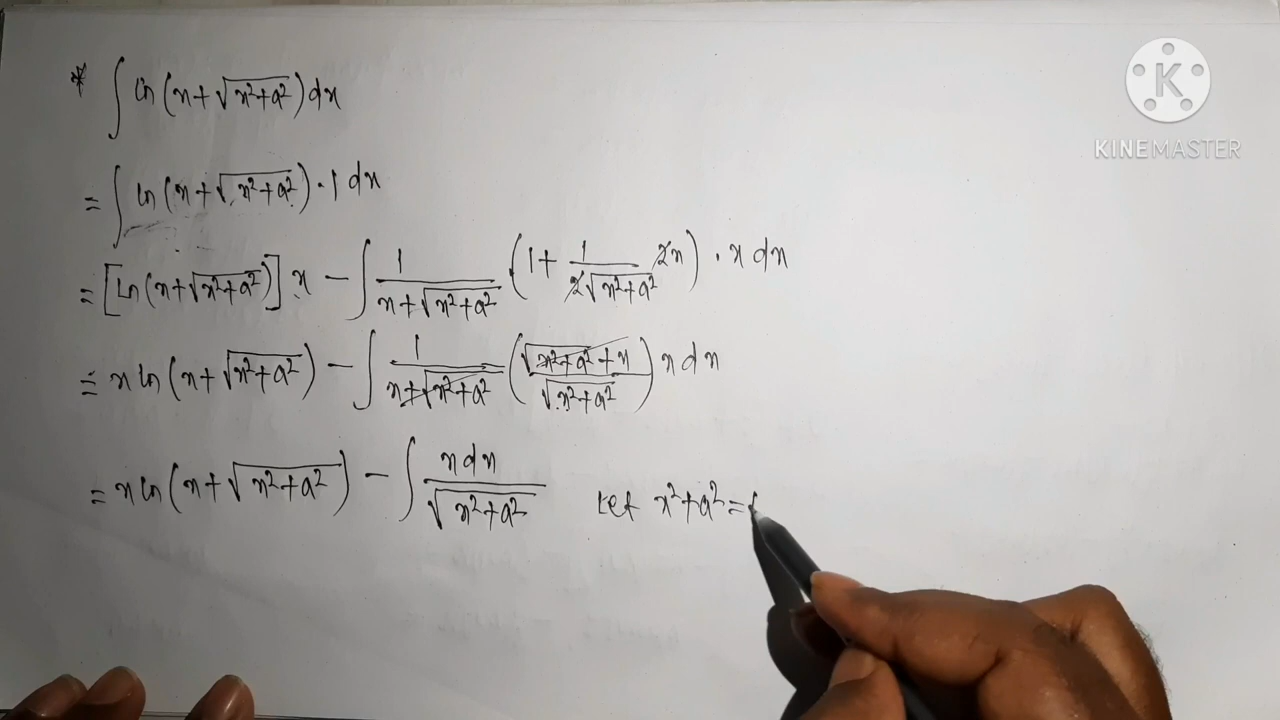 * ∫ ln(x+√(x²+a²)) dx
= ∫ ln(x+√(x²+a²)) · 1 dx
= [ln(x+√(x²+a²))] · x − ∫ 1/(x+√(x²+a²)) (1 + 1/(2√(x²+a²)) 2x) · x dx
= x ln(x+√(x²+a²)) − ∫ 1/(x+√(x²+a²)) ((√(x²+a²)+x)/√(x²+a²)) x dx
= x ln(x+√(x²+a²)) − ∫ x dx/√(x²+a²) Let x²+a² =
K
KINEMASTER